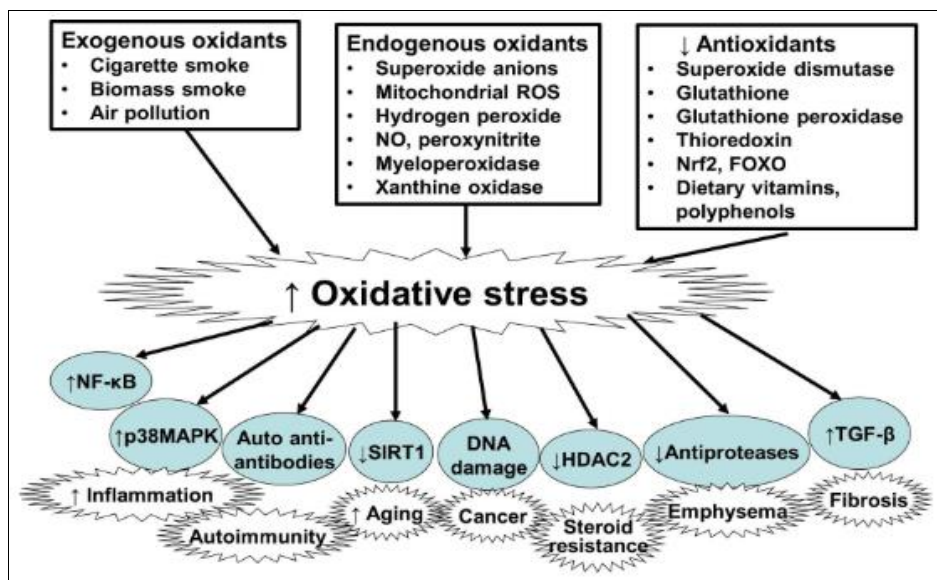 Exogenous oxidants
• Cigarette smoke
• Biomass smoke
• Air pollution
Endogenous oxidants
• Superoxide anions
• Mitochondrial ROS
• Hydrogen peroxide
• NO, peroxynitrite
• Myeloperoxidase
• Xanthine oxidase
↓ Antioxidants
• Superoxide dismutase
• Glutathione
• Glutathione peroxidase
• Thioredoxin
• Nrf2, FOXO
• Dietary vitamins,
polyphenols
↑ Oxidative stress
↑NF-κB
↑p38MAPK
Auto anti-
antibodies
↓SIRT1
DNA
damage
↓HDAC2
↓Antiproteases
↑TGF-β
↑ Inflammation
Autoimmunity
↑ Aging
Cancer
Steroid
resistance
Emphysema
Fibrosis